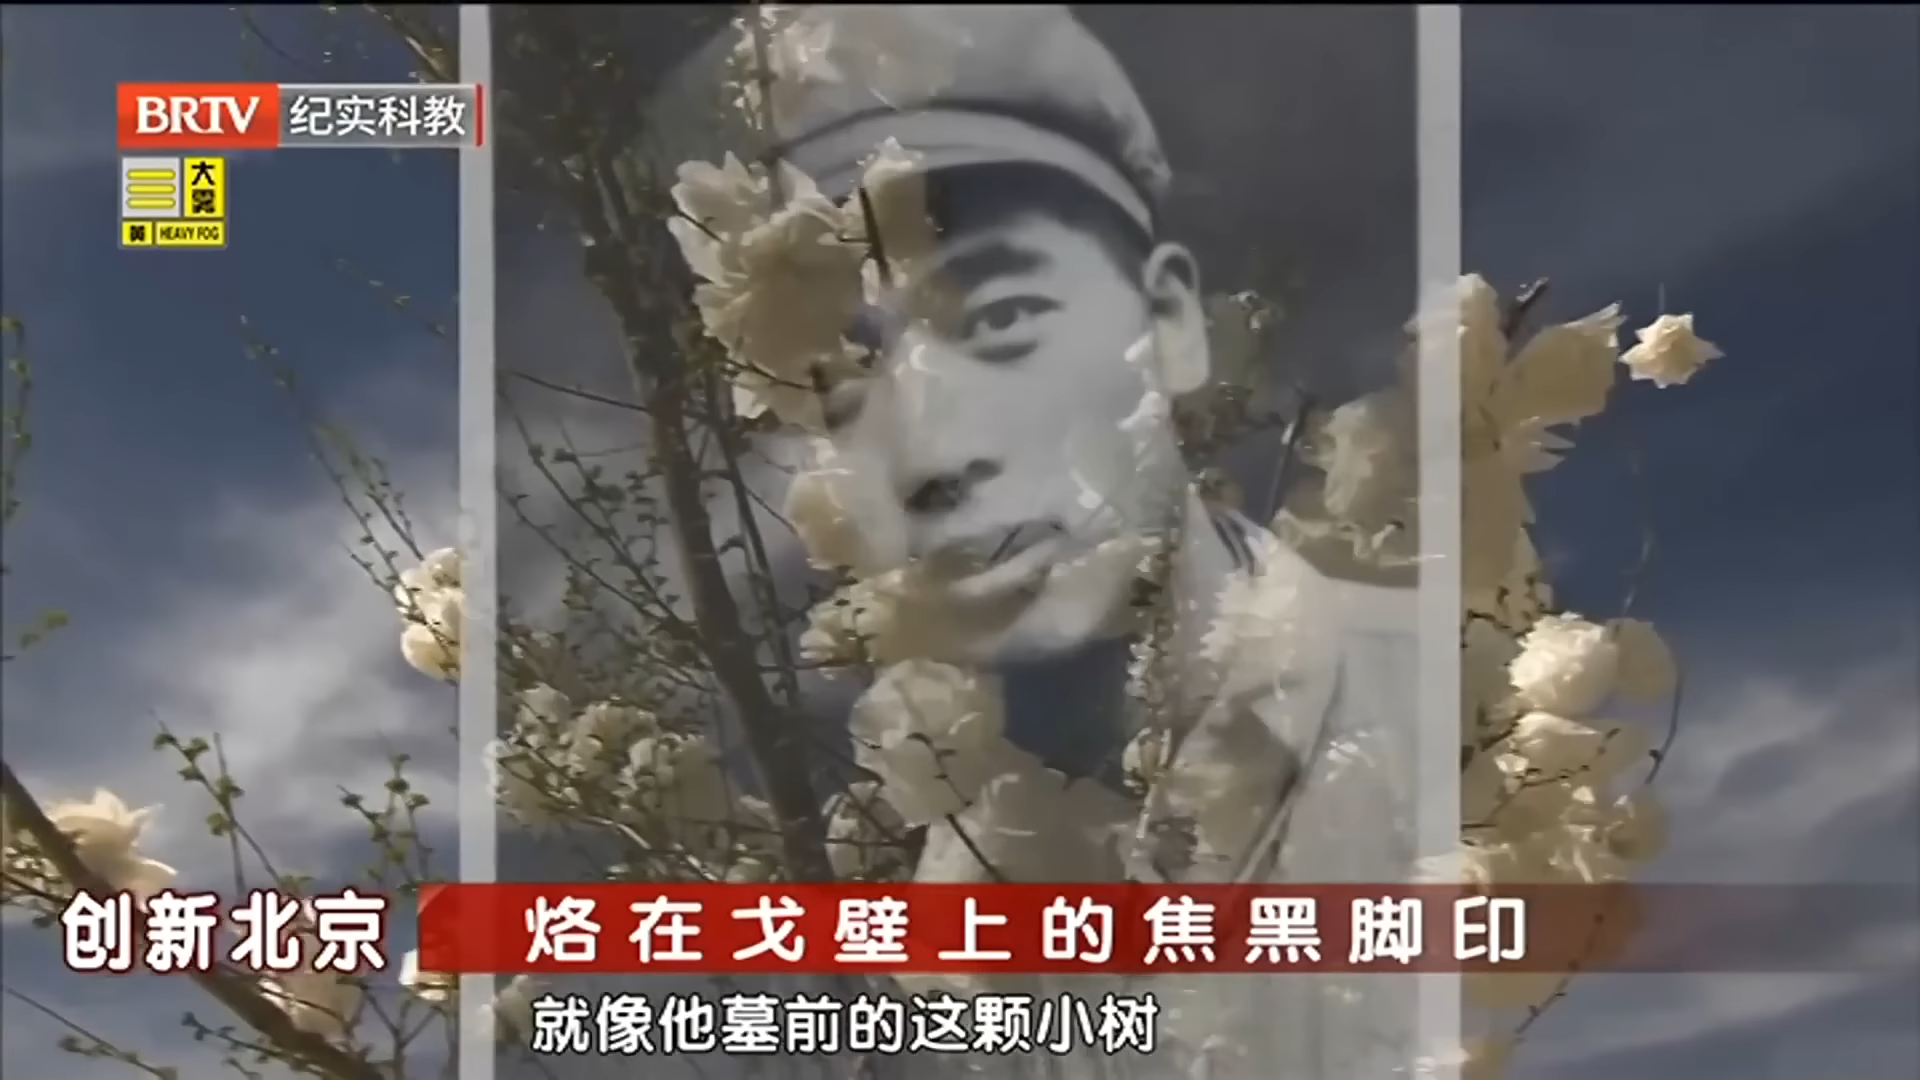 BRTV 纪实科教
大雾
黄 HEAVY FOG
创新北京
烙在戈壁上的焦黑脚印
就像他墓前的这颗小树